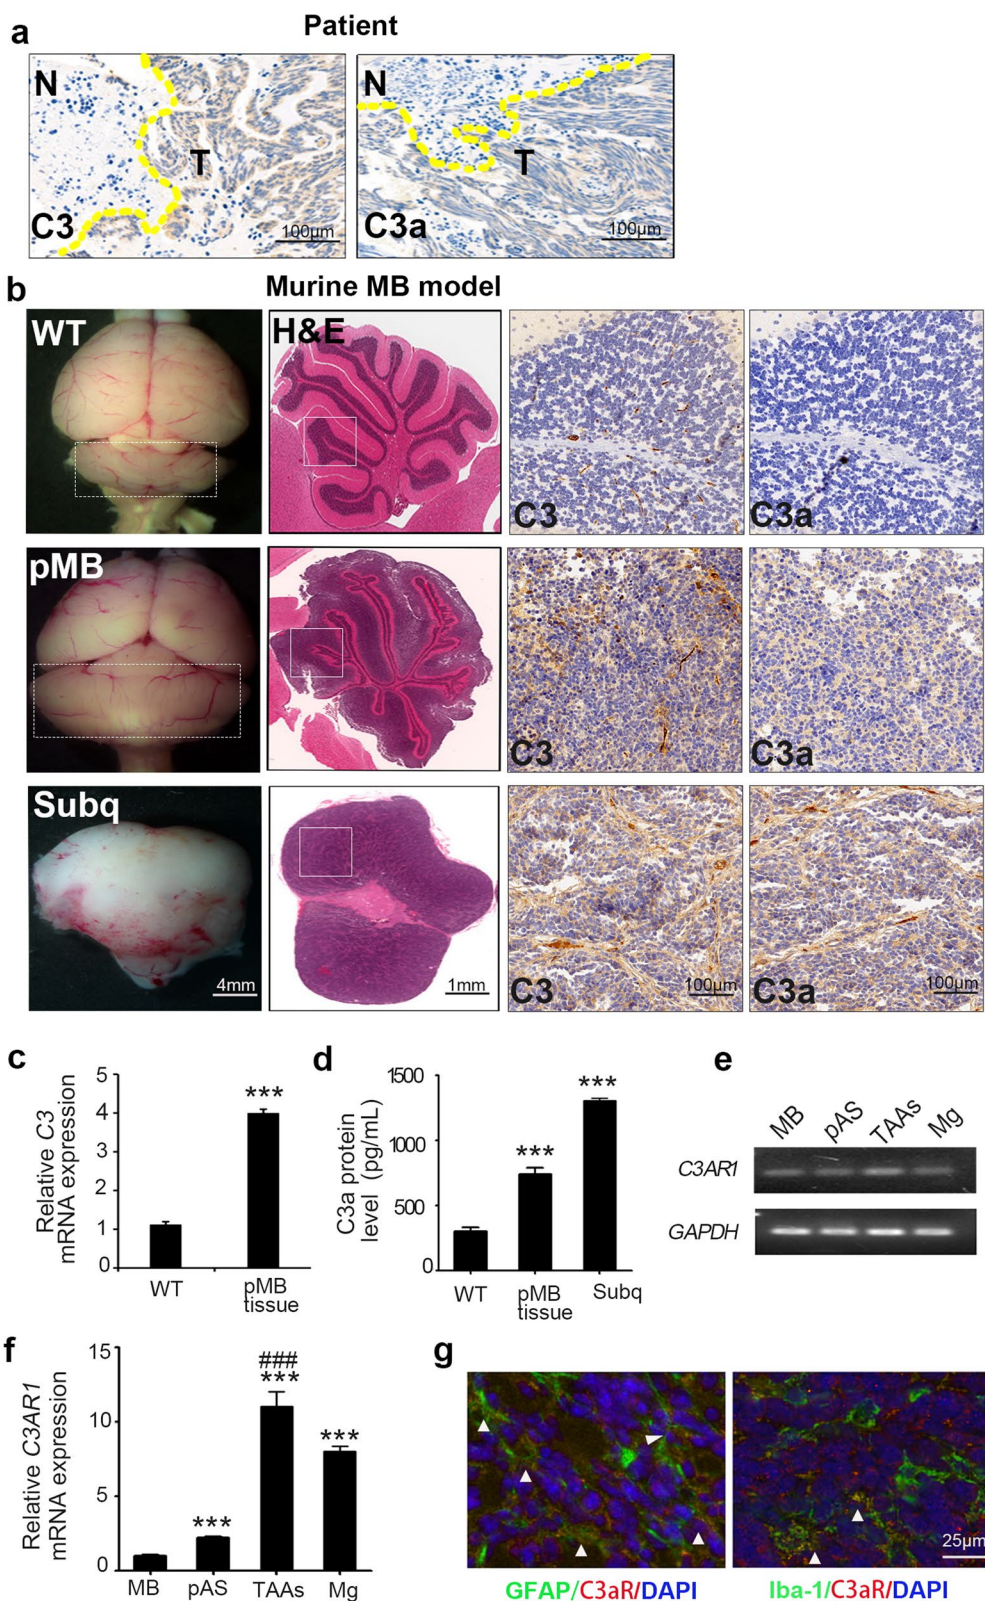 a
Patient
N
T
C3
100μm
N
T
C3a
100μm
b
Murine MB model
WT
H&E
C3
C3a
pMB
C3
C3a
Subq
4mm
1mm
C3
100μm
C3a
100μm
c
Relative C3
mRNA expression
5
4
3
2
1
0
***
WT
pMB
tissue
d
C3a protein
level (pg/mL)
1500
1000
500
0
***
***
WT
pMB
tissue
Subq
e
MB
pAS
TAAs
Mg
C3AR1
GAPDH
f
Relative C3AR1
mRNA expression
15
10
5
0
***
###
***
***
MB
pAS
TAAs
Mg
g
25μm
GFAP/C3aR/DAPI
Iba-1/C3aR/DAPI